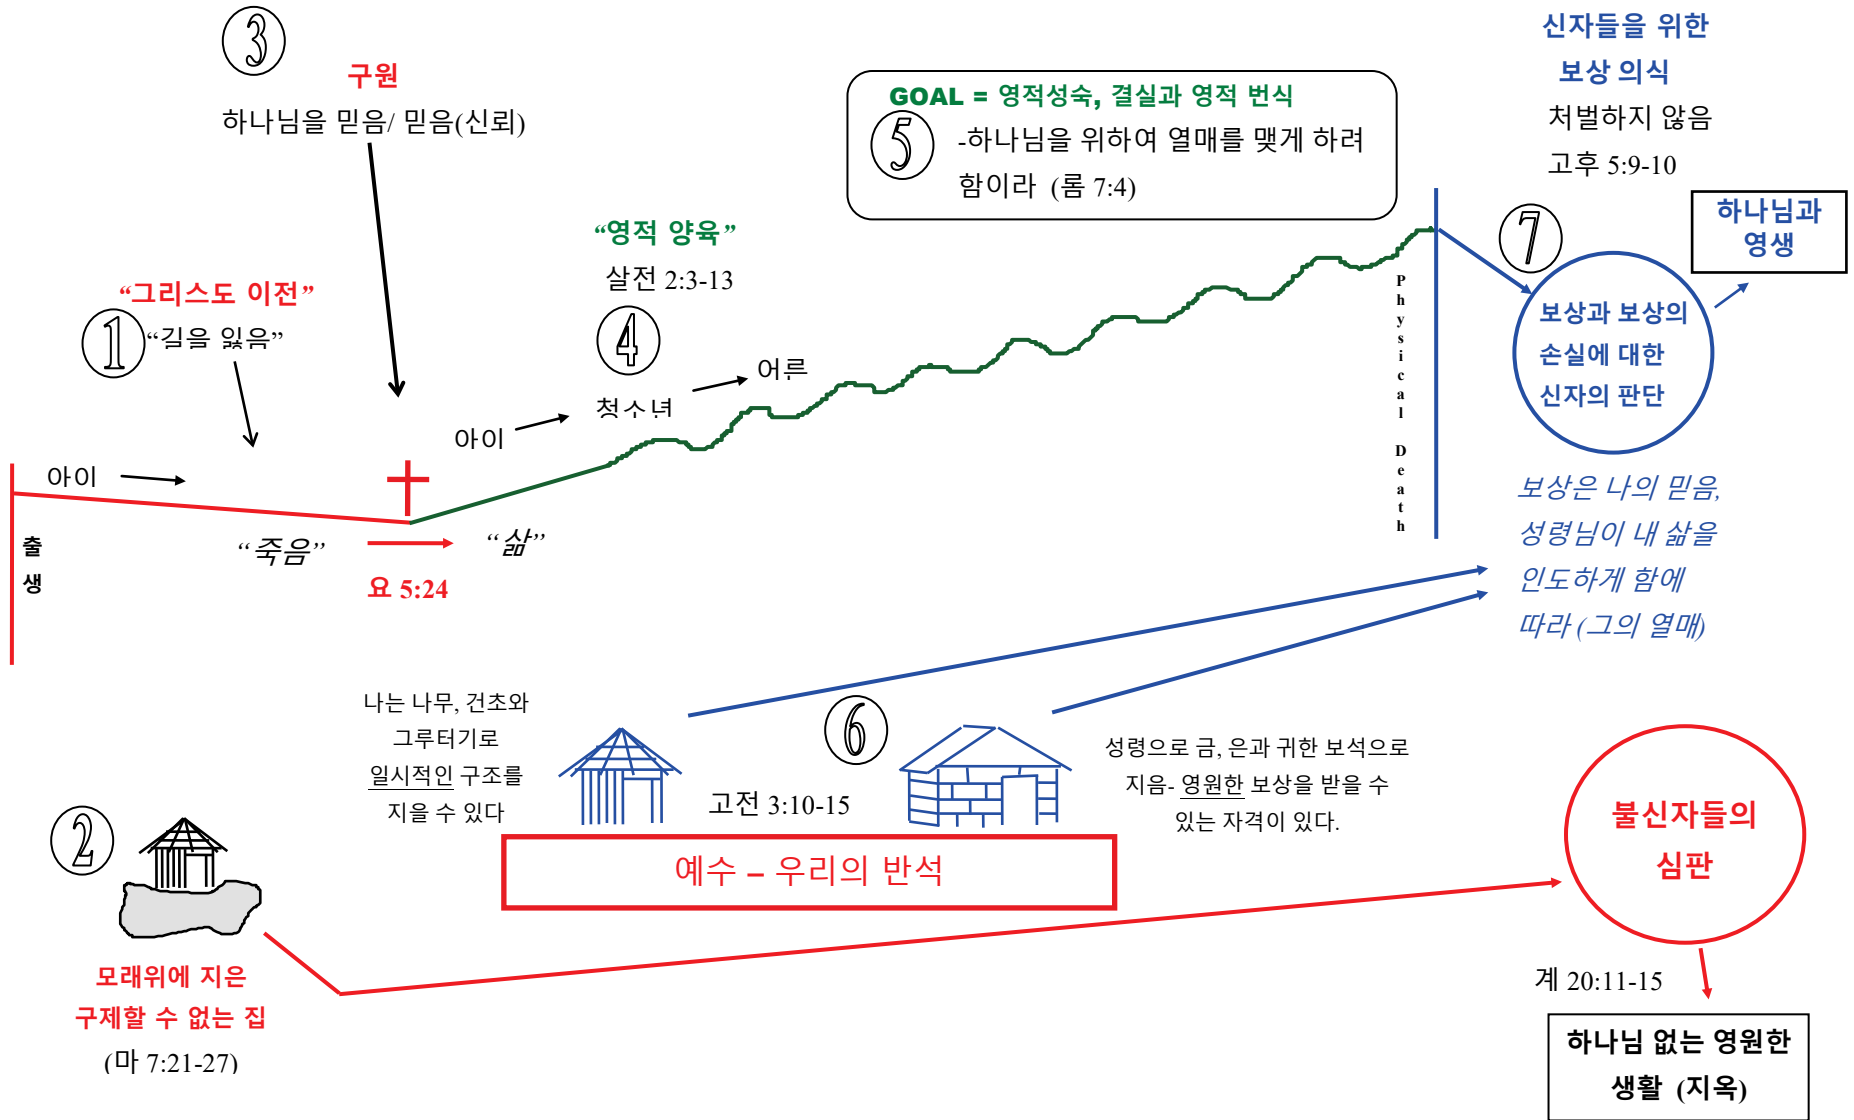 3
구원
하나님을 믿음/ 믿음(신뢰)
GOAL = 영적성숙, 결실과 영적 번식
5
-하나님을 위하여 열매를 맺게 하려
함이라 (롬 7:4)
신자들을 위한
보상 의식
처벌하지 않음
고후 5:9-10
7
하나님과
영생
“영적 양육”
살전 2:3-13
4
“그리스도 이전”
1
“길을 잃음”
아이
청소년
어른
아이
출생
“죽음”
“삶”
요 5:24
Physical Death
보상과 보상의
손실에 대한
신자의 판단
보상은 나의 믿음,
성령님이 내 삶을
인도하게 함에
따라 (그의 열매)
나는 나무, 건초와
그루터기로
일시적인 구조를
지을 수 있다
6
고전 3:10-15
성령으로 금, 은과 귀한 보석으로
지음- 영원한 보상을 받을 수
있는 자격이 있다.
예수 – 우리의 반석
2
모래위에 지은
구제할 수 없는 집
(마 7:21-27)
불신자들의
심판
계 20:11-15
하나님 없는 영원한
생활 (지옥)